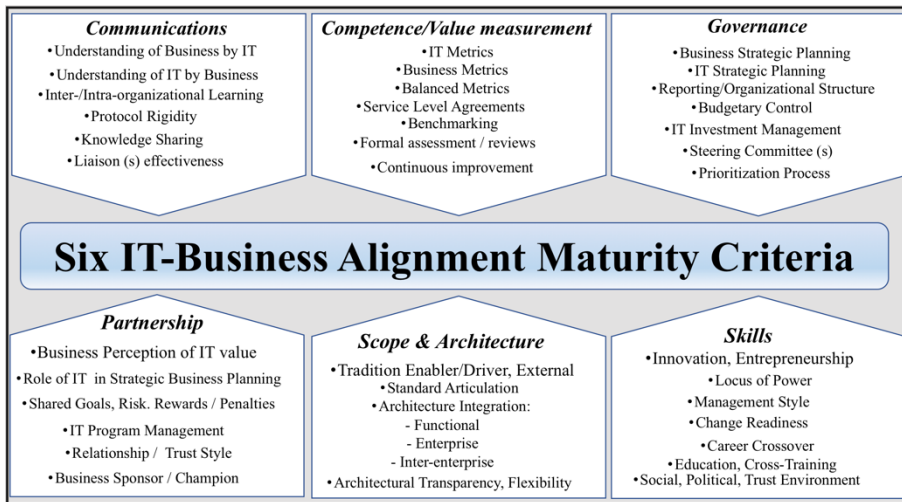 Communications
•Understanding of Business by IT
•Understanding of IT by Business
•Inter-/Intra-organizational Learning
•Protocol Rigidity
•Knowledge Sharing
•Liaison (s) effectiveness
Competence/Value measurement
•IT Metrics
•Business Metrics
•Balanced Metrics
•Service Level Agreements
•Benchmarking
•Formal assessment / reviews
•Continuous improvement
Governance
•Business Strategic Planning
•IT Strategic Planning
•Reporting/Organizational Structure
•Budgetary Control
•IT Investment Management
•Steering Committee (s)
•Prioritization Process
Six IT-Business Alignment Maturity Criteria
Partnership
•Business Perception of IT value
•Role of IT in Strategic Business Planning
•Shared Goals, Risk. Rewards / Penalties
•IT Program Management
•Relationship / Trust Style
•Business Sponsor / Champion
Scope & Architecture
•Tradition Enabler/Driver, External
•Standard Articulation
•Architecture Integration:
- Functional
- Enterprise
- Inter-enterprise
•Architectural Transparency, Flexibility
Skills
•Innovation, Entrepreneurship
•Locus of Power
•Management Style
•Change Readiness
•Career Crossover
•Education, Cross-Training
•Social, Political, Trust Environment